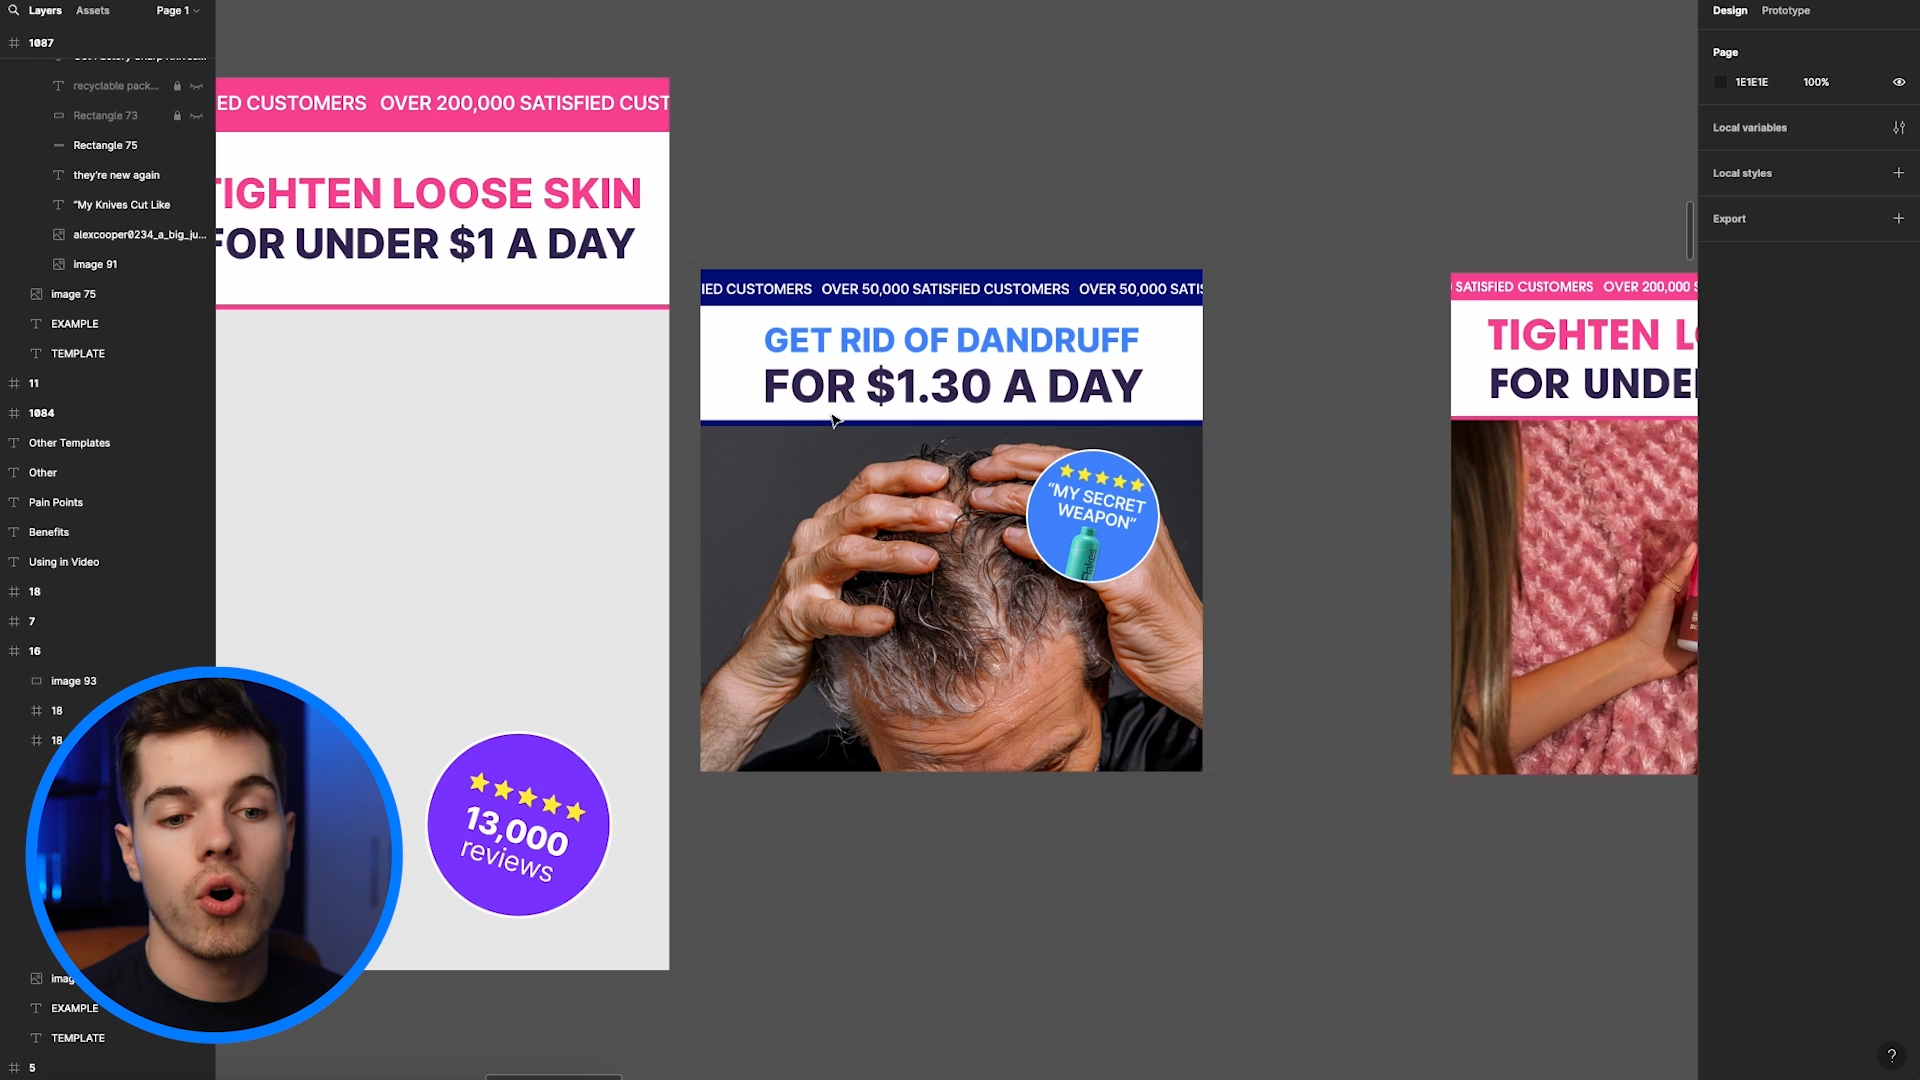 Layers Assets Page 1
1087
recyclable pack...
Rectangle 73
Rectangle 75
they're new again
"My Knives Cut Like
alexcooper0234_a_big_ju...
image 91
image 75
EXAMPLE
TEMPLATE
11
1084
Other Templates
Other
Pain Points
Benefits
Using in Video
18
7
16
image 93
18
18
imag
EXAMPLE
TEMPLATE
5
ED CUSTOMERS OVER 200,000 SATISFIED CUST
TIGHTEN LOOSE SKIN
FOR UNDER $1 A DAY
13,000
reviews
IED CUSTOMERS OVER 50,000 SATISFIED CUSTOMERS OVER 50,000 SATIS
GET RID OF DANDRUFF
FOR $1.30 A DAY
"MY SECRET
WEAPON"
Flakes
SATISFIED CUSTOMERS OVER 200,000 S
TIGHTEN LO
FOR UNDE
Design Prototype
Page
1E1E1E 100%
Local variables
Local styles
Export
?